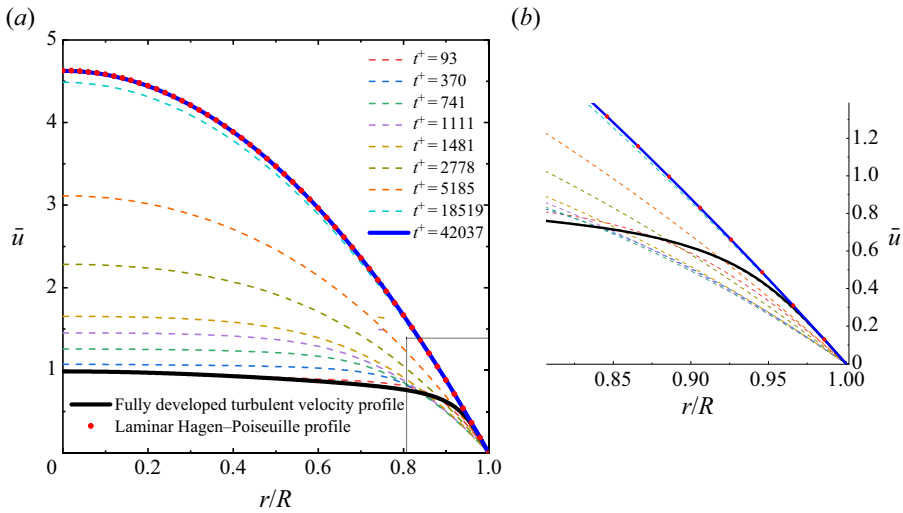 (a)
5
4
3
2
1
0
ū
0
0.2
0.4
0.6
0.8
1.0
r/R
t+ = 93
t+ = 370
t+ = 741
t+ = 1111
t+ = 1481
t+ = 2778
t+ = 5185
t+ = 18519
t+ = 42037
Fully developed turbulent velocity profile
Laminar Hagen–Poiseuille profile
(b)
1.2
1.0
0.8
0.6
0.4
0.2
0
ū
0.85
0.90
0.95
1.00
r/R